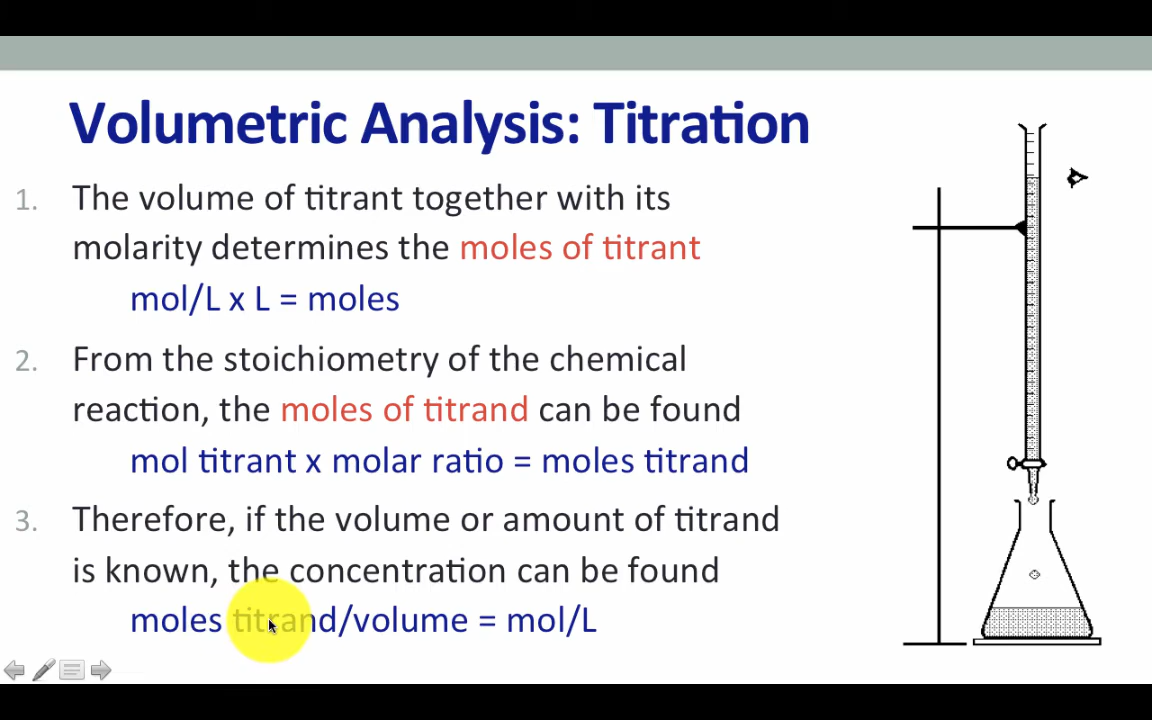 Volumetric Analysis: Titration
1. The volume of titrant together with its
molarity determines the moles of titrant
mol/L x L = moles
2. From the stoichiometry of the chemical
reaction, the moles of titrand can be found
mol titrant x molar ratio = moles titrand
3. Therefore, if the volume or amount of titrand
is known, the concentration can be found
moles titrand/volume = mol/L